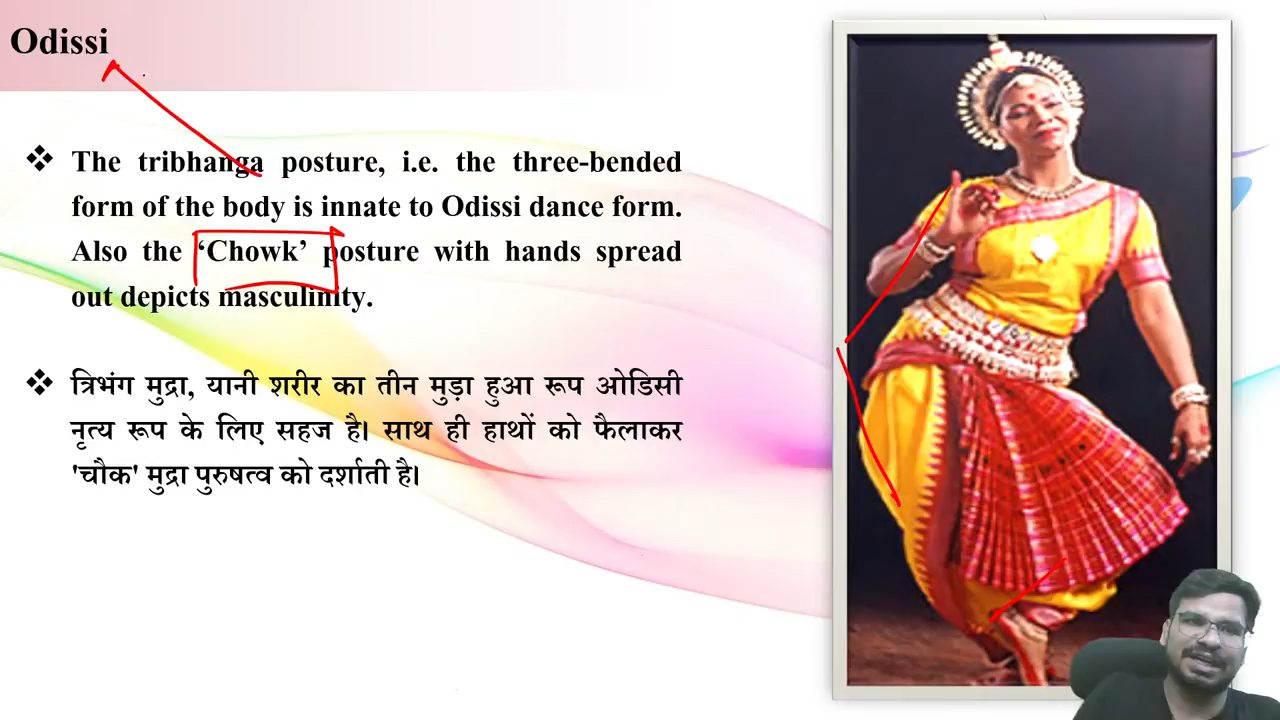 Odissi
The tribhanga posture, i.e. the three-bended
form of the body is innate to Odissi dance form.
Also the ‘Chowk’ posture with hands spread
out depicts masculinity.
त्रिभंग मुद्रा, यानी शरीर का तीन मुड़ा हुआ रूप ओडिसी
नृत्य रूप के लिए सहज है। साथ ही हाथों को फैलाकर
'चौक' मुद्रा पुरुषत्व को दर्शाती है।